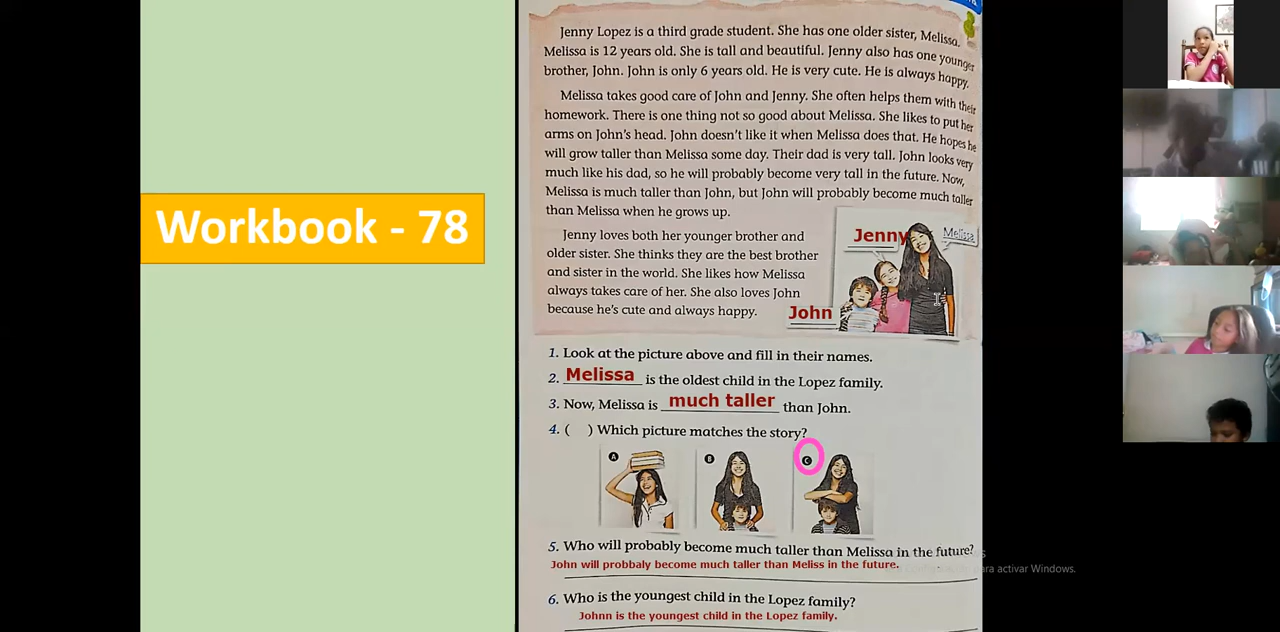 Workbook - 78
Jenny Lopez is a third grade student. She has one older sister, Melissa.
Melissa is 12 years old. She is tall and beautiful. Jenny also has one younger
brother, John. John is only 6 years old. He is very cute. He is always happy.
Melissa takes good care of John and Jenny. She often helps them with their
homework. There is one thing not so good about Melissa. She likes to put her
arms on John's head. John doesn't like it when Melissa does that. He hopes he
will grow taller than Melissa some day. Their dad is very tall. John looks very
much like his dad, so he will probably become very tall in the future. Now,
Melissa is much taller than John, but John will probably become much taller
than Melissa when he grows up.
Jenny loves both her younger brother and
older sister. She thinks they are the best brother
and sister in the world. She likes how Melissa
always takes care of her. She also loves John
because he's cute and always happy.
Jenny
Melissa
John
1. Look at the picture above and fill in their names.
2. Melissa is the oldest child in the Lopez family.
3. Now, Melissa is much taller than John.
4. ( ) Which picture matches the story?
A B C
5. Who will probably become much taller than Melissa in the future?
John will probbaly become much taller than Meliss in the future.
6. Who is the youngest child in the Lopez family?
Johnn is the youngest child in the Lopez family.
para activar Windows.